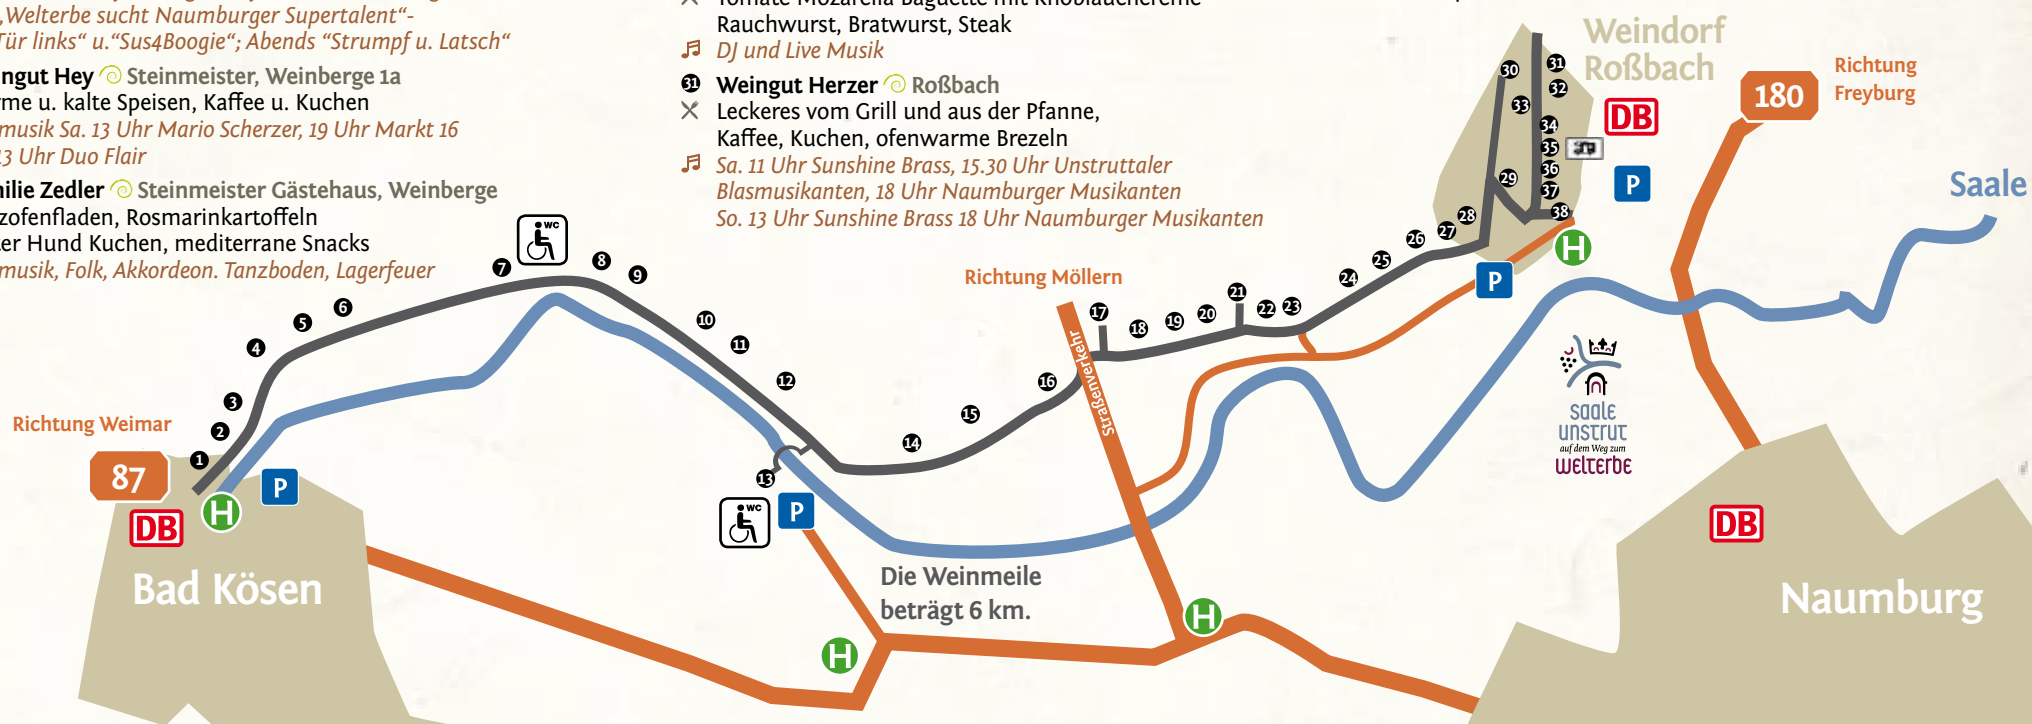 „Welterbe sucht Naumburger Supertalent“-
Tür links“ u.“Sus4Boogie“; Abends “Strumpf u. Latsch“
ngut Hey Steinmeister, Weinberge 1a
me u. kalte Speisen, Kaffee u. Kuchen
musik Sa. 13 Uhr Mario Scherzer, 19 Uhr Markt 16
13 Uhr Duo Flair
ilie Zedler Steinmeister Gästehaus, Weinberge
zofenfladen, Rosmarinkartoffeln
er Hund Kuchen, mediterrane Snacks
musik, Folk, Akkordeon. Tanzboden, Lagerfeuer
Tomate Mozarella Baguette mit Knoblauchcreme
Rauchwurst, Bratwurst, Steak
DJ und Live Musik
31 Weingut Herzer Roßbach
Leckeres vom Grill und aus der Pfanne,
Kaffee, Kuchen, ofenwarme Brezeln
Sa. 11 Uhr Sunshine Brass, 15.30 Uhr Unstruttaler
Blasmusikanten, 18 Uhr Naumburger Musikanten
So. 13 Uhr Sunshine Brass 18 Uhr Naumburger Musikanten
Weindorf
Roßbach
DB
P
180
Richtung
Freyburg
Saale
30
31
32
33
34
35
36
37
38
29
28
27
26
25
24
23
22
21
20
19
18
17
16
15
14
13
12
11
10
9
8
7
6
5
4
3
2
1
WC
H
P
Richtung Möllern
Straßenverkehr
Richtung Weimar
87
DB
H
P
Bad Kösen
WC
P
H
Die Weinmeile
beträgt 6 km.
H
saale
unstrut
auf dem Weg zum
welterbe
DB
Naumburg